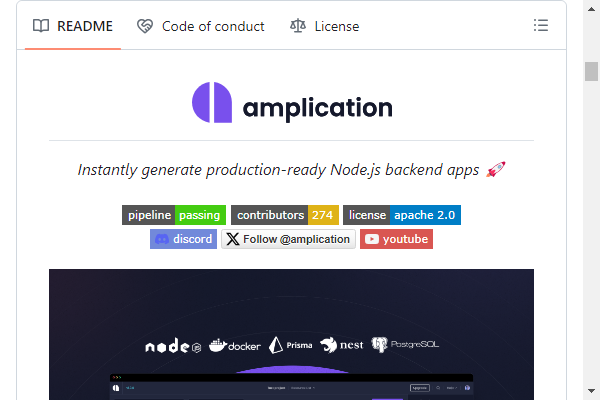 README Code of conduct License
amplication
Instantly generate production-ready Node.js backend apps 🚀
pipeline passing contributors 274 license apache 2.0
discord Follow @amplication youtube
node JS docker Prisma nest PostgreSQL